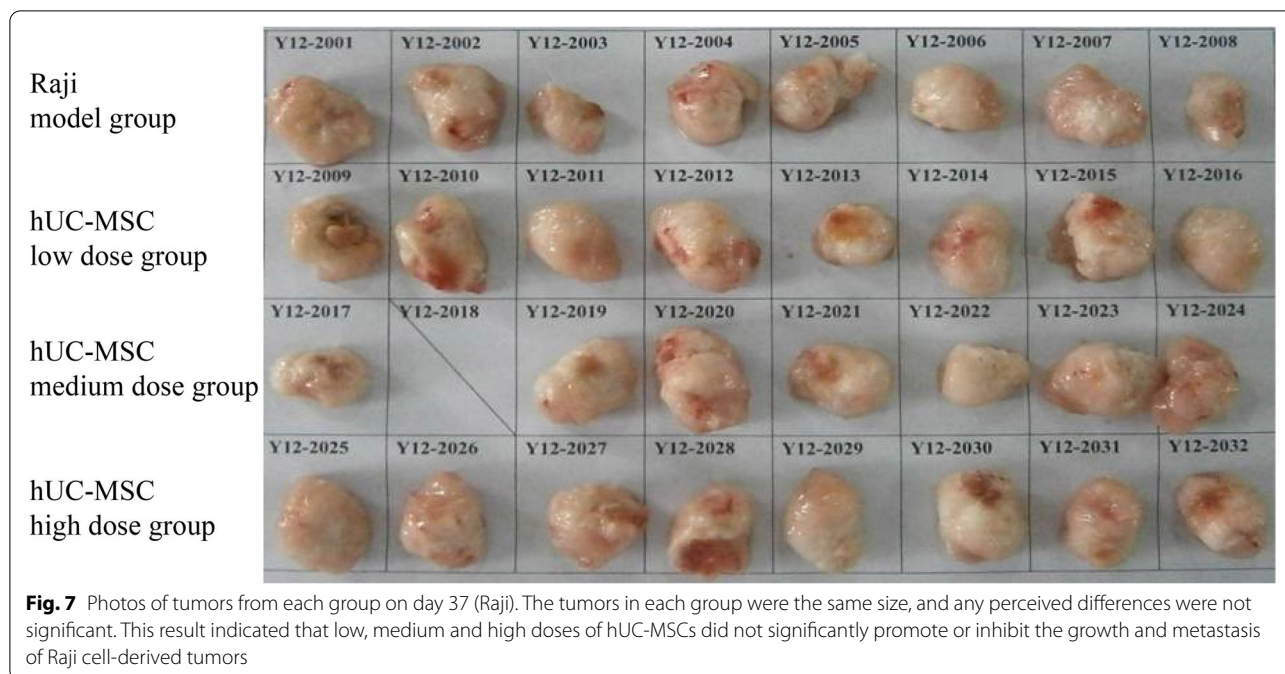 Y12-2001 Y12-2002 Y12-2003 Y12-2004 Y12-2005 Y12-2006 Y12-2007 Y12-2008
Raji
model group
Y12-2009 Y12-2010 Y12-2011 Y12-2012 Y12-2013 Y12-2014 Y12-2015 Y12-2016
hUC-MSC
low dose group
Y12-2017 Y12-2018 Y12-2019 Y12-2020 Y12-2021 Y12-2022 Y12-2023 Y12-2024
hUC-MSC
medium dose group
Y12-2025 Y12-2026 Y12-2027 Y12-2028 Y12-2029 Y12-2030 Y12-2031 Y12-2032
hUC-MSC
high dose group
Fig. 7 Photos of tumors from each group on day 37 (Raji). The tumors in each group were the same size, and any perceived differences were not
significant. This result indicated that low, medium and high doses of hUC-MSCs did not significantly promote or inhibit the growth and metastasis
of Raji cell-derived tumors